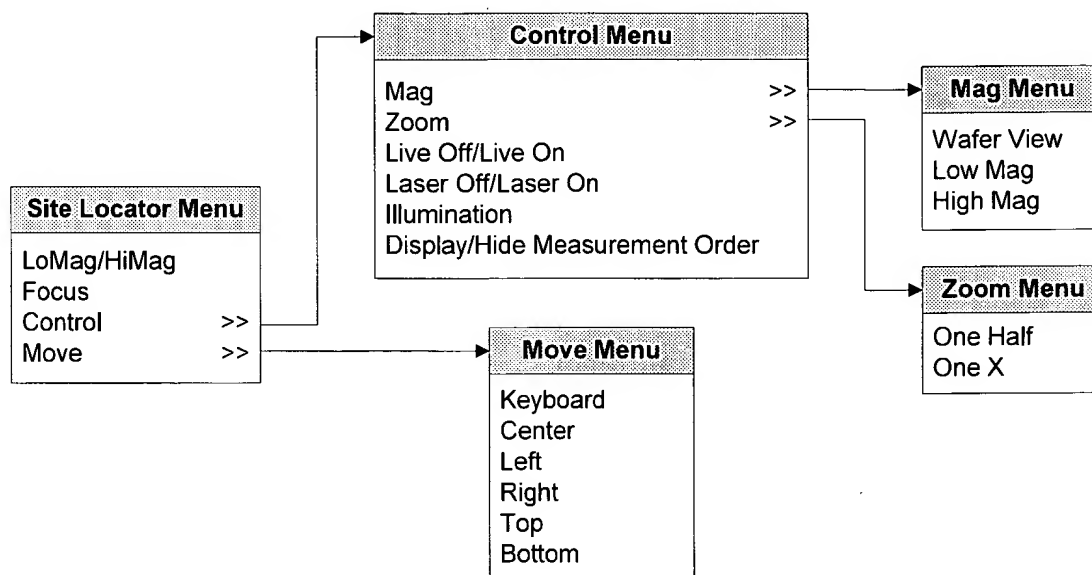 Site Locator Menu
LoMag/HiMag
Focus
Control >>
Move >>
Control Menu
Mag >>
Zoom >>
Live Off/Live On
Laser Off/Laser On
Illumination
Display/Hide Measurement Order
Mag Menu
Wafer View
Low Mag
High Mag
Zoom Menu
One Half
One X
Move Menu
Keyboard
Center
Left
Right
Top
Bottom